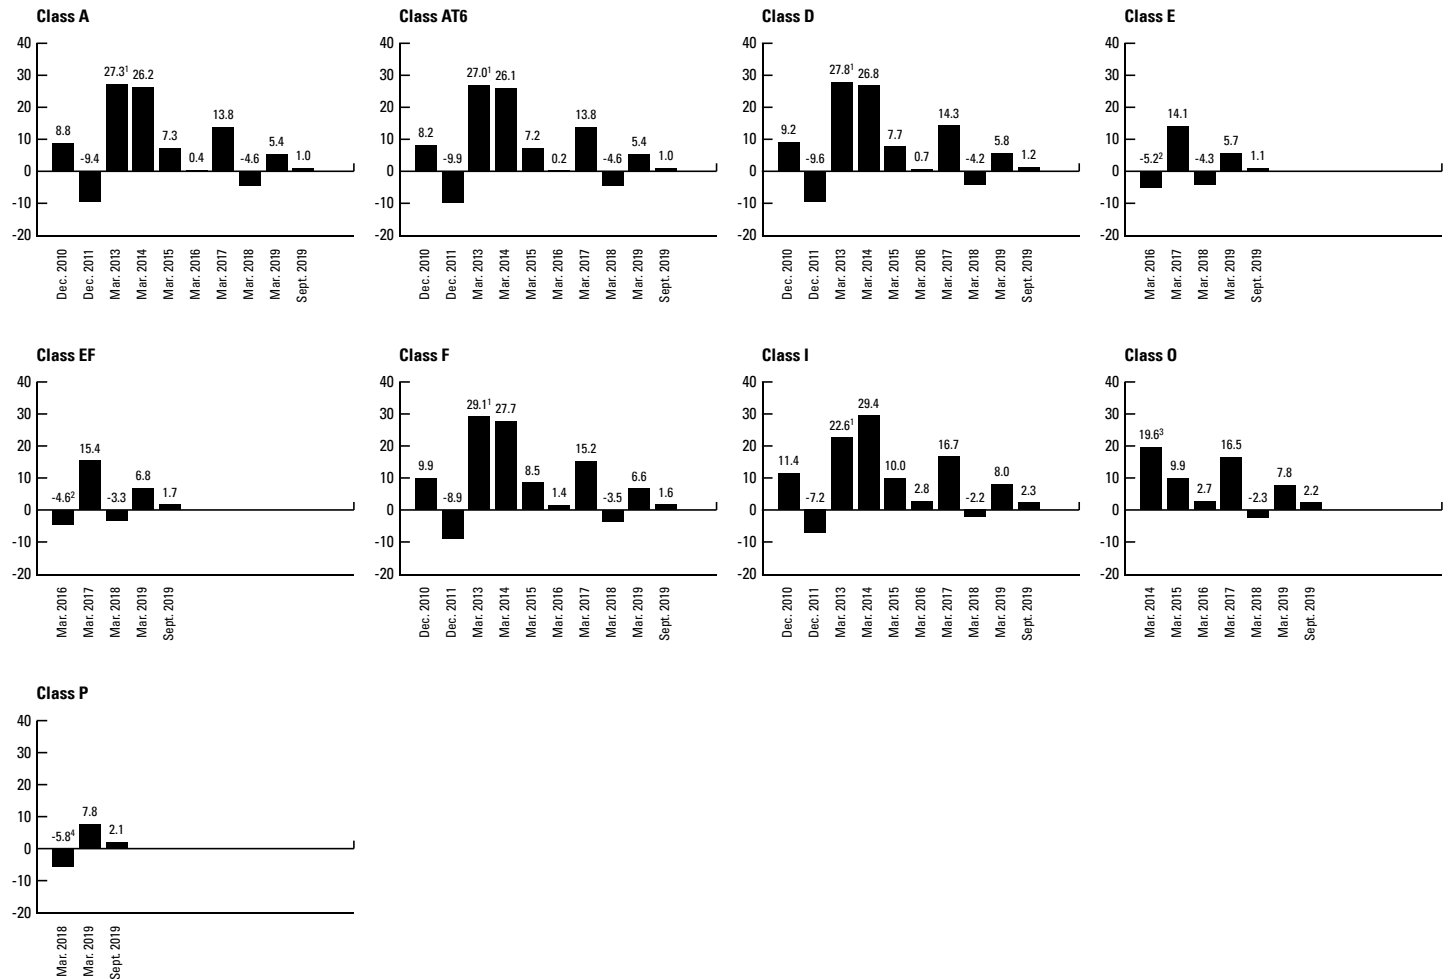 Class A
40
30
20
10
0
-10
-20
8.8
-9.4
27.3¹
26.2
7.3
0.4
13.8
-4.6
5.4
1.0
Dec. 2010
Dec. 2011
Mar. 2013
Mar. 2014
Mar. 2015
Mar. 2016
Mar. 2017
Mar. 2018
Mar. 2019
Sept. 2019
Class AT6
40
30
20
10
0
-10
-20
8.2
-9.9
27.0¹
26.1
7.2
0.2
13.8
-4.6
5.4
1.0
Dec. 2010
Dec. 2011
Mar. 2013
Mar. 2014
Mar. 2015
Mar. 2016
Mar. 2017
Mar. 2018
Mar. 2019
Sept. 2019
Class D
40
30
20
10
0
-10
-20
9.2
-9.6
27.8¹
26.8
7.7
0.7
14.3
-4.2
5.8
1.2
Dec. 2010
Dec. 2011
Mar. 2013
Mar. 2014
Mar. 2015
Mar. 2016
Mar. 2017
Mar. 2018
Mar. 2019
Sept. 2019
Class E
40
30
20
10
0
-10
-20
-5.2²
14.1
-4.3
5.7
1.1
Mar. 2016
Mar. 2017
Mar. 2018
Mar. 2019
Sept. 2019
Class EF
40
30
20
10
0
-10
-20
-4.6²
15.4
-3.3
6.8
1.7
Mar. 2016
Mar. 2017
Mar. 2018
Mar. 2019
Sept. 2019
Class F
40
30
20
10
0
-10
-20
9.9
-8.9
29.1¹
27.7
8.5
1.4
15.2
-3.5
6.6
1.6
Dec. 2010
Dec. 2011
Mar. 2013
Mar. 2014
Mar. 2015
Mar. 2016
Mar. 2017
Mar. 2018
Mar. 2019
Sept. 2019
Class I
40
30
20
10
0
-10
-20
11.4
-7.2
22.6¹
29.4
10.0
2.8
16.7
-2.2
8.0
2.3
Dec. 2010
Dec. 2011
Mar. 2013
Mar. 2014
Mar. 2015
Mar. 2016
Mar. 2017
Mar. 2018
Mar. 2019
Sept. 2019
Class O
40
30
20
10
0
-10
-20
19.6³
9.9
2.7
16.5
-2.3
7.8
2.2
Mar. 2014
Mar. 2015
Mar. 2016
Mar. 2017
Mar. 2018
Mar. 2019
Sept. 2019
Class P
40
30
20
10
0
-10
-20
-5.8⁴
7.8
2.1
Mar. 2018
Mar. 2019
Sept. 2019